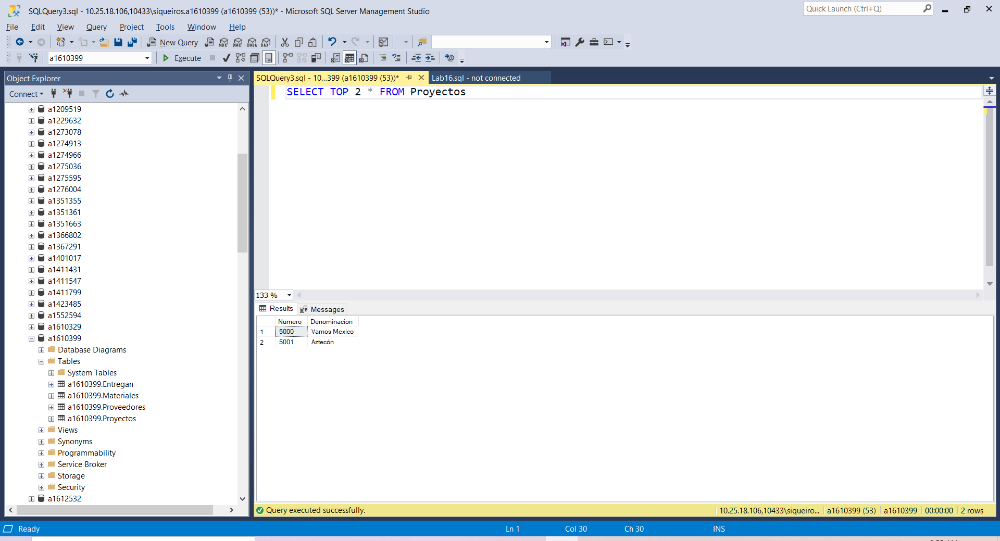 SQLQuery3.sql - 10.25.18.106,10433\siqueiros.a1610399 (a1610399 (53))* - Microsoft SQL Server Management Studio
Quick Launch (Ctrl+Q)
File Edit View Query Project Tools Window Help
New Query MDX DMX XMLA DAX
a1610399 Execute
Object Explorer
SQLQuery3.sql - 10...399 (a1610399 (53))* Lab16.sql - not connected
Connect
SELECT TOP 2 * FROM Proyectos
a1209519
a1229632
a1273078
a1274913
a1274966
a1275036
a1275595
a1276004
a1351355
a1351361
a1351663
a1366802
a1367291
a1401017
a1411431
a1411547
a1411799
a1423485
a1552594
a1610329
a1610399
Database Diagrams
Tables
System Tables
a1610399.Entregan
a1610399.Materiales
a1610399.Proveedores
a1610399.Proyectos
Views
Synonyms
Programmability
Service Broker
Storage
Security
a1612532
133 %
Results Messages
Numero Denominacion
1 5000 Vamos Mexico
2 5001 Aztecón
Query executed successfully. 10.25.18.106,10433\siqueiro... a1610399 (53) a1610399 00:00:00 2 rows
Ready Ln 1 Col 30 Ch 30 INS